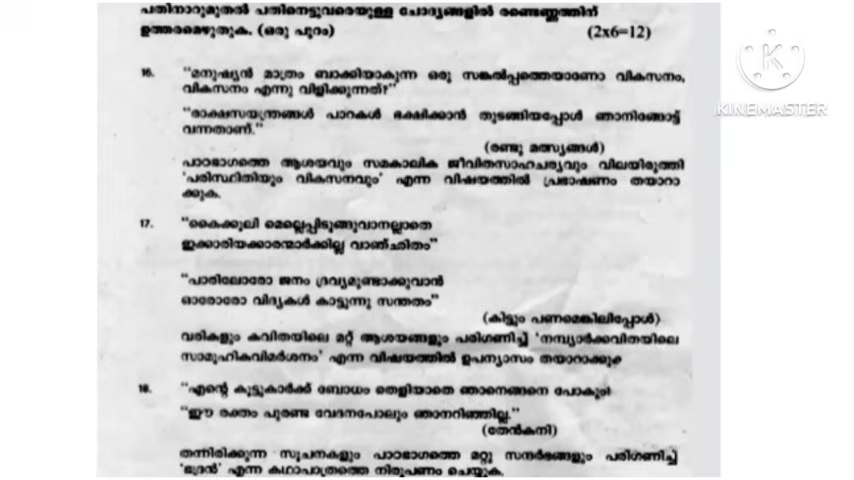 പതിനാറുമുതൽ പതിനെട്ടുവരെയുള്ള ചോദ്യങ്ങളിൽ രണ്ടെണ്ണത്തിന്
ഉത്തരമെഴുതുക. (ഒരു പുറം) (2x6=12)
KINEMASTER
16. "മനുഷ്യൻ മാത്രം ബാക്കിയാകുന്ന ഒരു സങ്കൽപ്പത്തെയാണോ വികസനം,
വികസനം എന്നു വിളിക്കുന്നത്?"
"രാക്ഷസയന്ത്രങ്ങൾ പാറകൾ ഭക്ഷിക്കാൻ തുടങ്ങിയപ്പോൾ ഞാനിങ്ങോട്ട്
വന്നതാണ്."
(രണ്ടു മത്സ്യങ്ങൾ)
പാഠഭാഗത്തെ ആശയവും സമകാലിക ജീവിതസാഹചര്യവും വിലയിരുത്തി
'പരിസ്ഥിതിയും വികസനവും' എന്ന വിഷയത്തിൽ പ്രഭാഷണം തയാറാ
ക്കുക.
17. "കൈക്കൂലി മെല്ലെപ്പിടുങ്ങുവാനല്ലാതെ
ഇക്കാരിയക്കാരന്മാർക്കില്ല വാഞ്ഛിതം"
"പാരിലോരോ ജനം ദ്രവ്യമുണ്ടാക്കുവാൻ
ഓരോരോ വിദ്യകൾ കാട്ടുന്നു സന്തതം"
(കിട്ടും പണമെങ്കിലിപ്പോൾ)
വരികളും കവിതയിലെ മറ്റ് ആശയങ്ങളും പരിഗണിച്ച് 'നമ്പ്യാർക്കവിതയിലെ
സാമൂഹികവിമർശനം' എന്ന വിഷയത്തിൽ ഉപന്യാസം തയാറാക്കുക
18. "എന്റെ കൂട്ടുകാർക്ക് ബോധം തെളിയാതെ ഞാനെങ്ങനെ പോകും!
"ഈ രക്തം പുരണ്ട വേദനപോലും ഞാനറിഞ്ഞില്ല."
(തേൻകനി)
തന്നിരിക്കുന്ന സൂചനകളും പാഠഭാഗത്തെ മറ്റു സന്ദർഭങ്ങളും പരിഗണിച്ച്
'ഭദ്രൻ' എന്ന കഥാപാത്രത്തെ നിരൂപണം ചെയ്യുക.